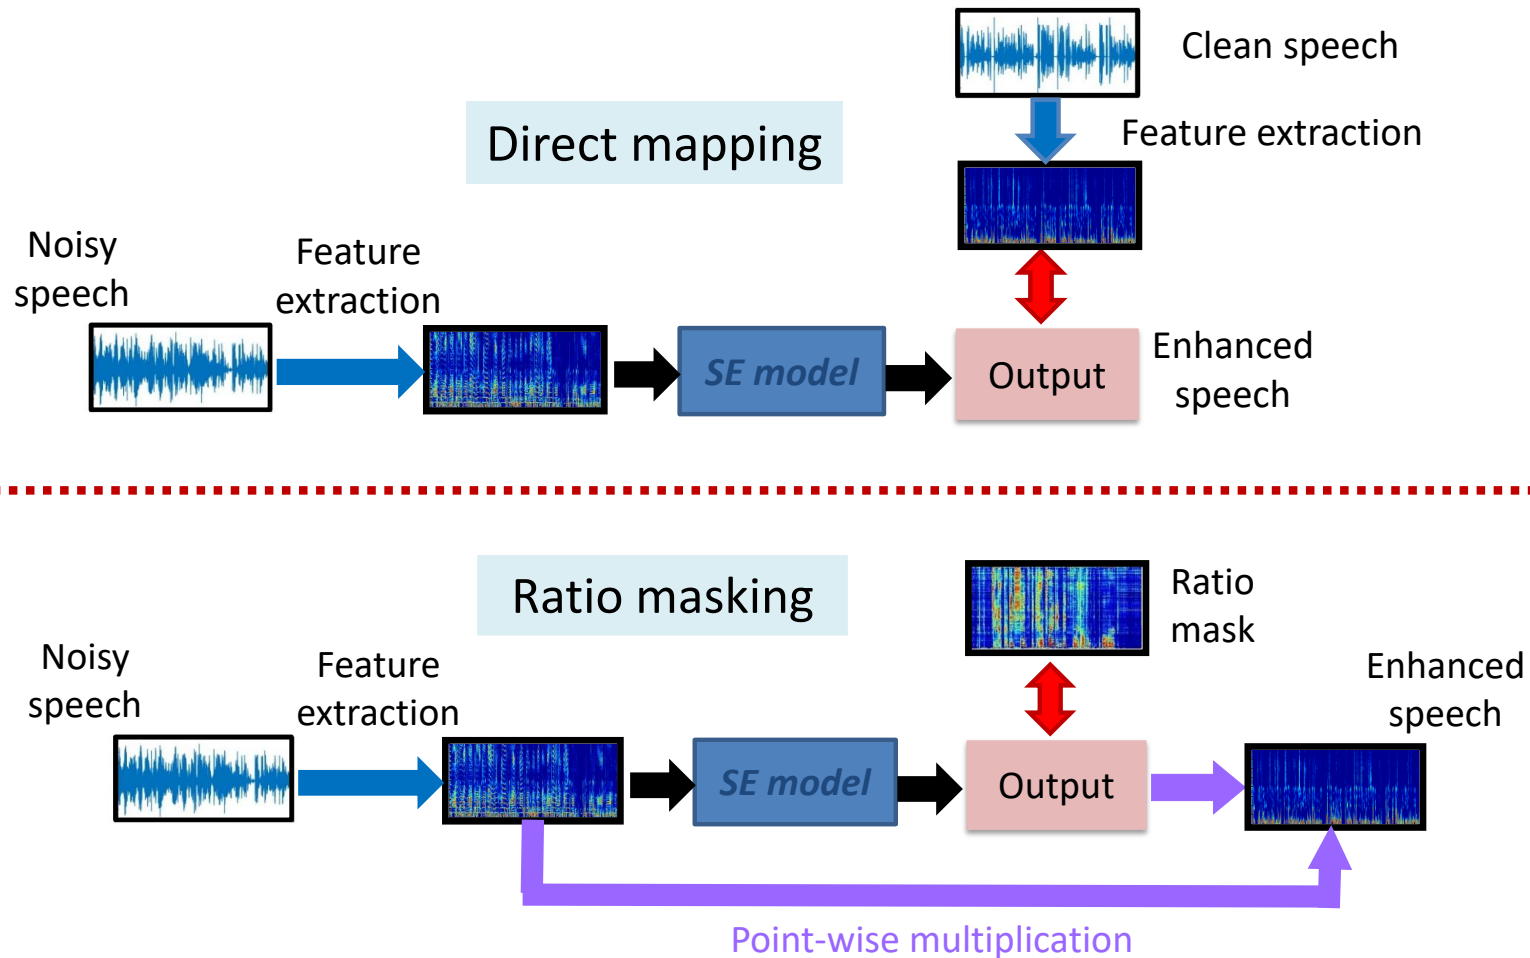 Clean speech
Feature extraction
Direct mapping
Noisy
speech
Feature
extraction
SE model
Output
Enhanced
speech
Ratio masking
Ratio
mask
Noisy
speech
Feature
extraction
SE model
Output
Enhanced
speech
Point-wise multiplication